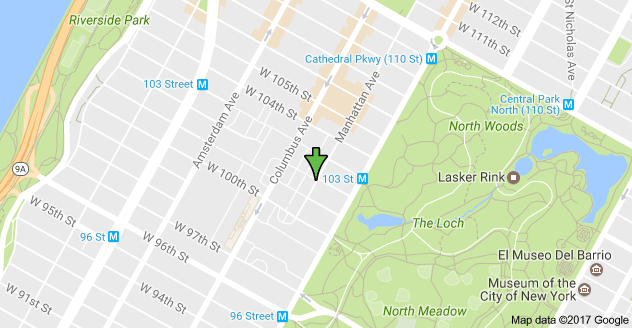 Riverside Park
W 112th St
W 111th St
St Nicholas Ave
Cathedral Pkwy (110 St) M
103 Street M
W 105th St
W 104th St
Amsterdam Ave
Columbus Ave
Manhattan Ave
Central Park
North (110 St) M
North Woods
9A
W 100th St
103 St M
Lasker Rink
W 95th St
96 St M
W 97th St
W 96th St
The Loch
El Museo Del Barrio
Museum of the
City of New York
W 91st St
W 94th St
96 Street M
North Meadow
Map data ©2017 Google